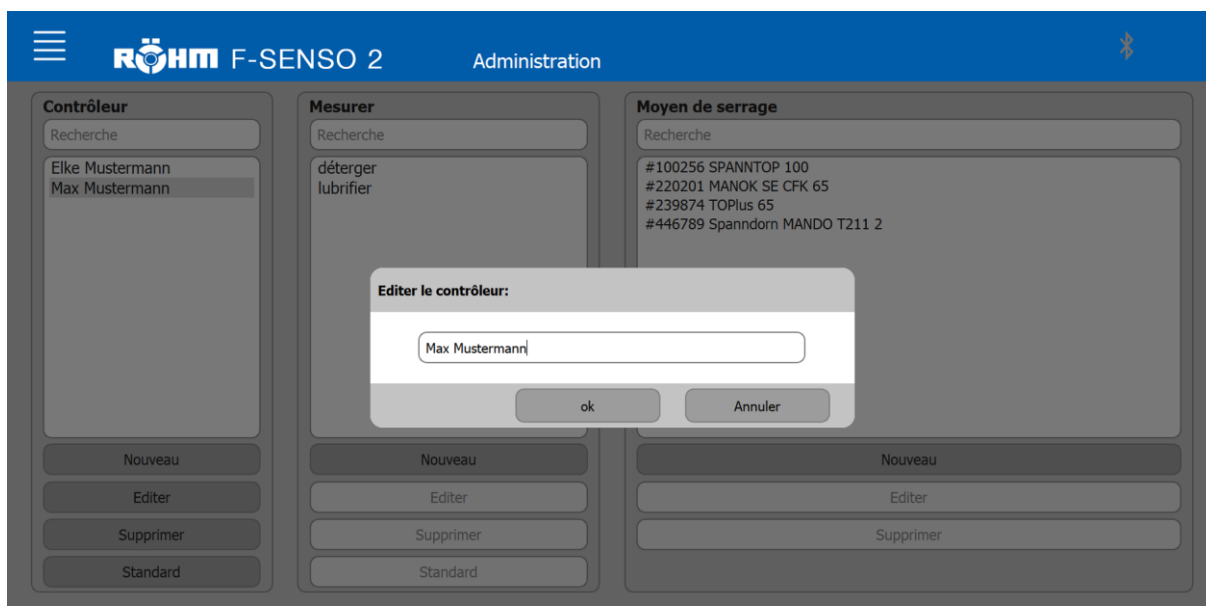 RÖHM F-SENSO 2 Administration
Contrôleur
Recherche
Elke Mustermann
Max Mustermann
Nouveau
Editer
Supprimer
Standard
Mesurer
Recherche
déterger
lubrifier
Nouveau
Editer
Supprimer
Standard
Moyen de serrage
Recherche
#100256 SPANNTOP 100
#220201 MANOK SE CFK 65
#239874 TOPlus 65
#446789 Spanndorn MANDO T211 2
Nouveau
Editer
Supprimer
Editer le contrôleur:
Max Mustermann
ok
Annuler